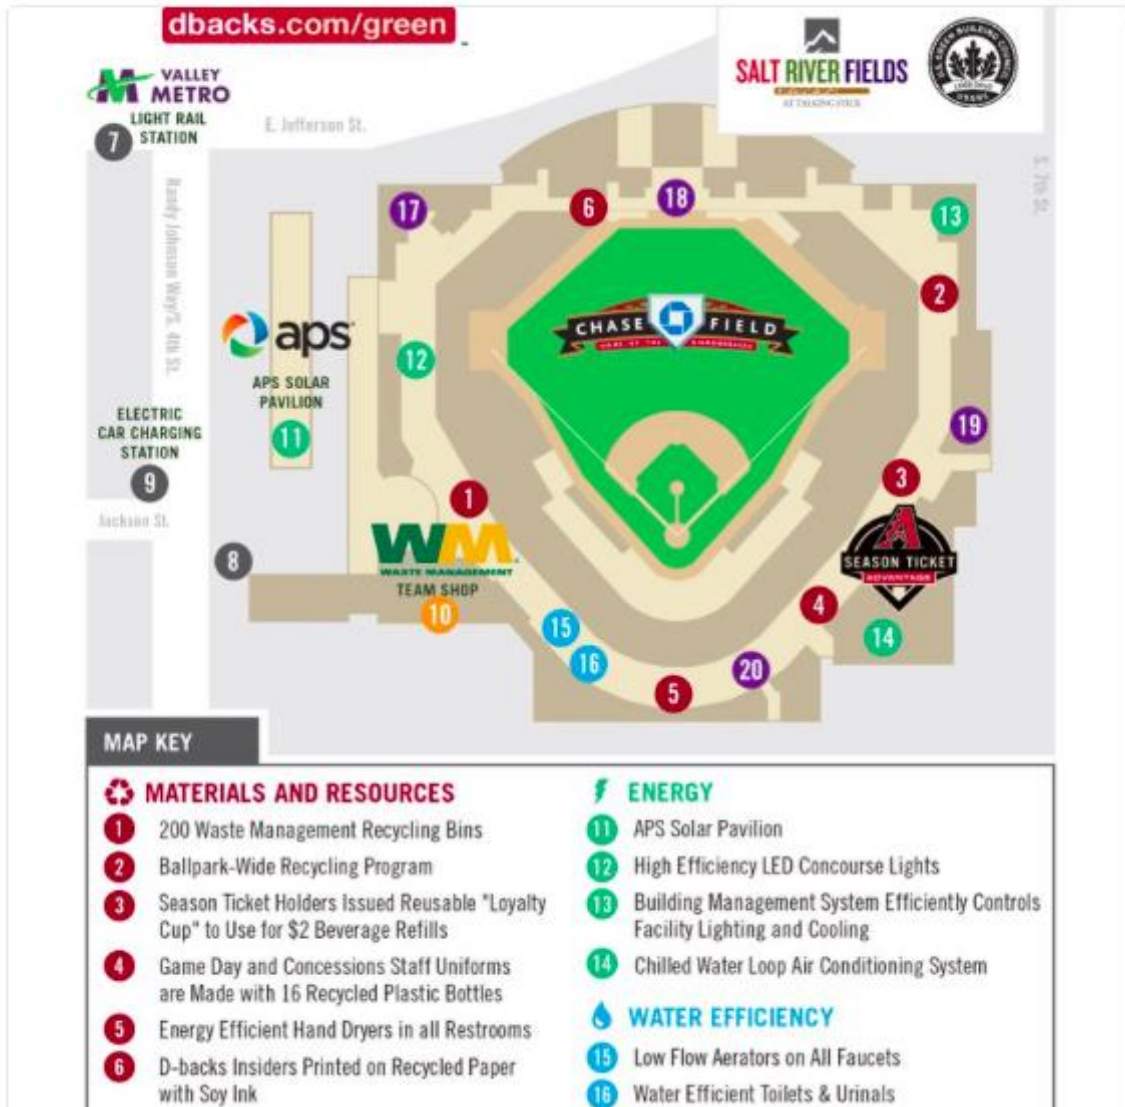 dbacks.com/green
VALLEY
METRO
LIGHT RAIL
STATION
7
E. Jefferson St.
SALT RIVER FIELDS
AT TALKING STICK
S. 7th St.
Randy Johnson Way/S. 4th St.
17
6
18
13
2
CHASE FIELD
aps
APS SOLAR
PAVILION
11
12
ELECTRIC
CAR CHARGING
STATION
9
19
3
1
Jackson St.
8
WM
WASTE MANAGEMENT
TEAM SHOP
10
A
SEASON TICKET
ADVANTAGE
4
14
15
16
20
5
MAP KEY
MATERIALS AND RESOURCES
1 200 Waste Management Recycling Bins
2 Ballpark-Wide Recycling Program
3 Season Ticket Holders Issued Reusable "Loyalty
Cup" to Use for $2 Beverage Refills
4 Game Day and Concessions Staff Uniforms
are Made with 16 Recycled Plastic Bottles
5 Energy Efficient Hand Dryers in all Restrooms
6 D-backs Insiders Printed on Recycled Paper
with Soy Ink
ENERGY
11 APS Solar Pavilion
12 High Efficiency LED Concourse Lights
13 Building Management System Efficiently Controls
Facility Lighting and Cooling
14 Chilled Water Loop Air Conditioning System
WATER EFFICIENCY
15 Low Flow Aerators on All Faucets
16 Water Efficient Toilets & Urinals